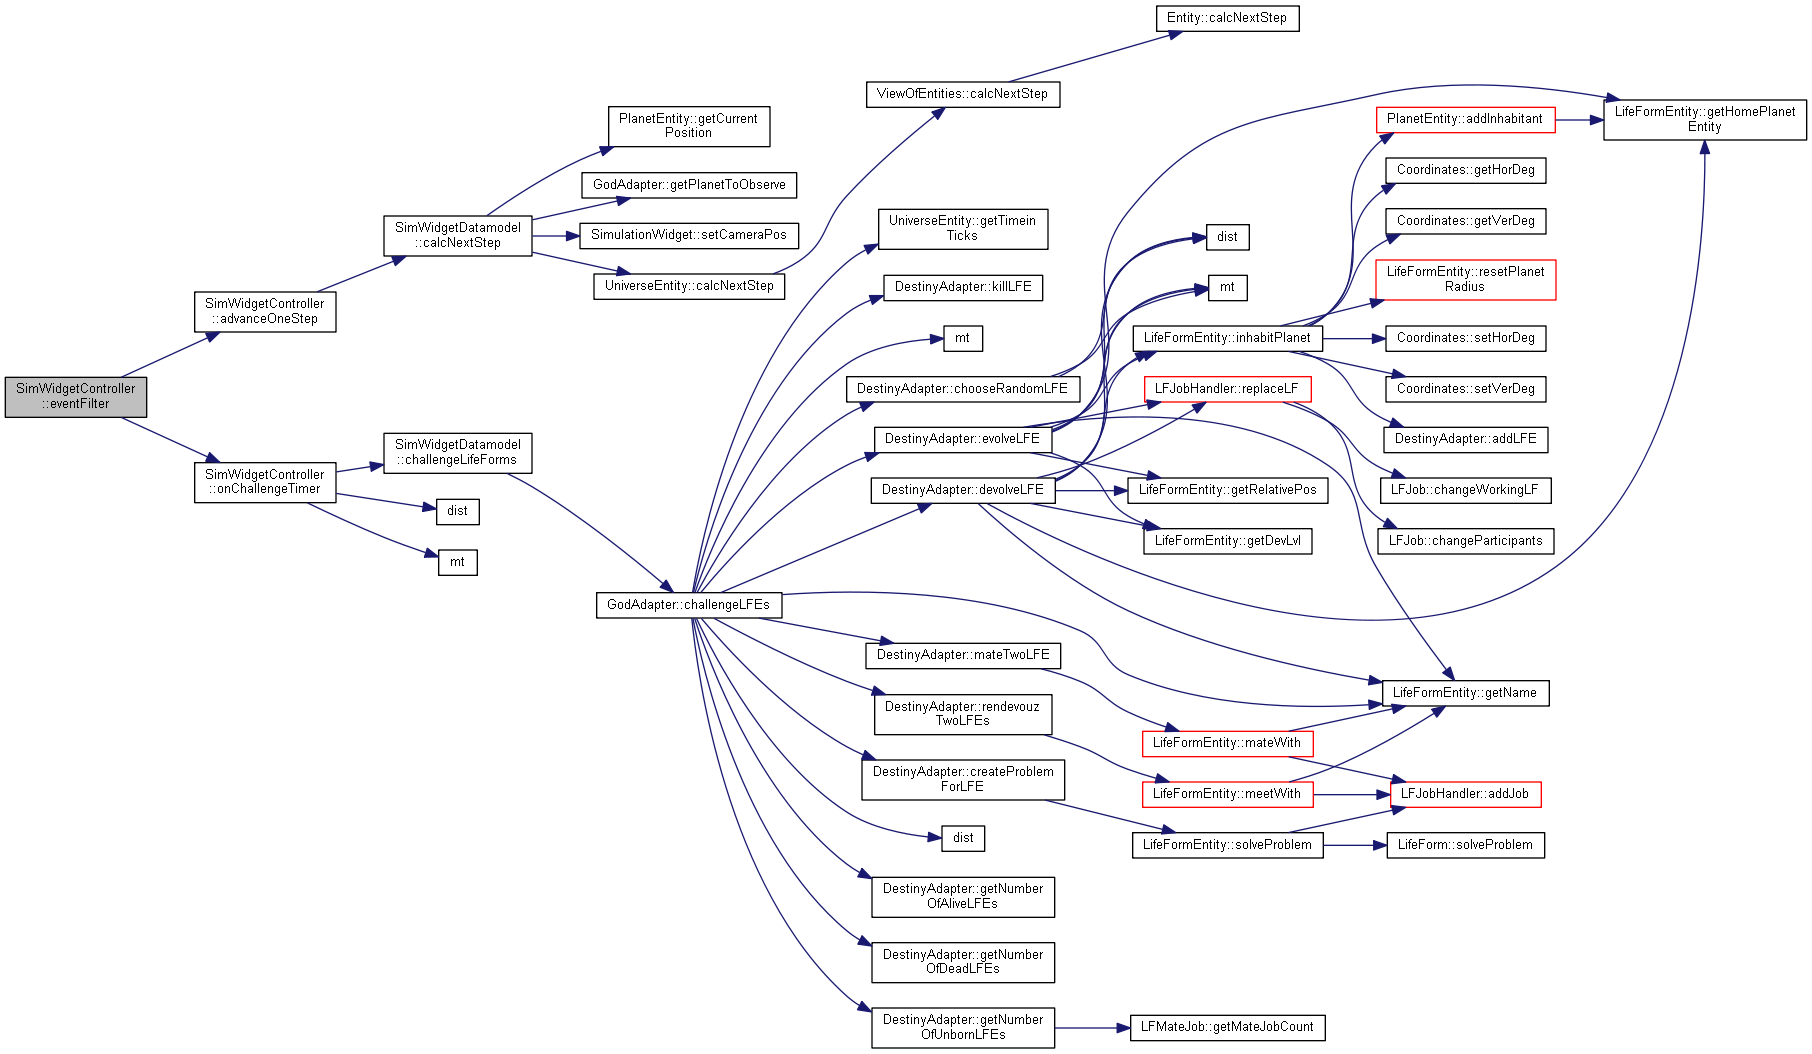 Entity::calcNextStep
ViewOfEntities::calcNextStep
PlanetEntity::getCurrent
Position
PlanetEntity::addInhabitant
LifeFormEntity::getHomePlanet
Entity
Coordinates::getHorDeg
GodAdapter::getPlanetToObserve
SimWidgetDatamodel
::calcNextStep
SimulationWidget::setCameraPos
UniverseEntity::getTimein
Ticks
dist
Coordinates::getVerDeg
UniverseEntity::calcNextStep
DestinyAdapter::killLFE
mt
LifeFormEntity::resetPlanet
Radius
SimWidgetController
::advanceOneStep
mt
LifeFormEntity::inhabitPlanet
Coordinates::setHorDeg
SimWidgetController
::eventFilter
DestinyAdapter::chooseRandomLFE
LFJobHandler::replaceLF
Coordinates::setVerDeg
SimWidgetDatamodel
::challengeLifeForms
DestinyAdapter::evolveLFE
DestinyAdapter::addLFE
SimWidgetController
::onChallengeTimer
DestinyAdapter::devolveLFE
LifeFormEntity::getRelativePos
LFJob::changeWorkingLF
dist
LifeFormEntity::getDevLvl
LFJob::changeParticipants
mt
GodAdapter::challengeLFEs
DestinyAdapter::mateTwoLFE
LifeFormEntity::getName
DestinyAdapter::rendevouz
TwoLFEs
LifeFormEntity::mateWith
DestinyAdapter::createProblem
ForLFE
LifeFormEntity::meetWith
LFJobHandler::addJob
dist
LifeFormEntity::solveProblem
LifeForm::solveProblem
DestinyAdapter::getNumber
OfAliveLFEs
DestinyAdapter::getNumber
OfDeadLFEs
DestinyAdapter::getNumber
OfUnbornLFEs
LFMateJob::getMateJobCount